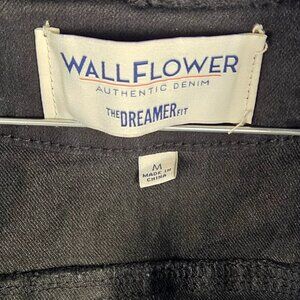 WALLFLOWER
AUTHENTIC DENIM
THE DREAMER FIT
M
MADE IN
CHINA